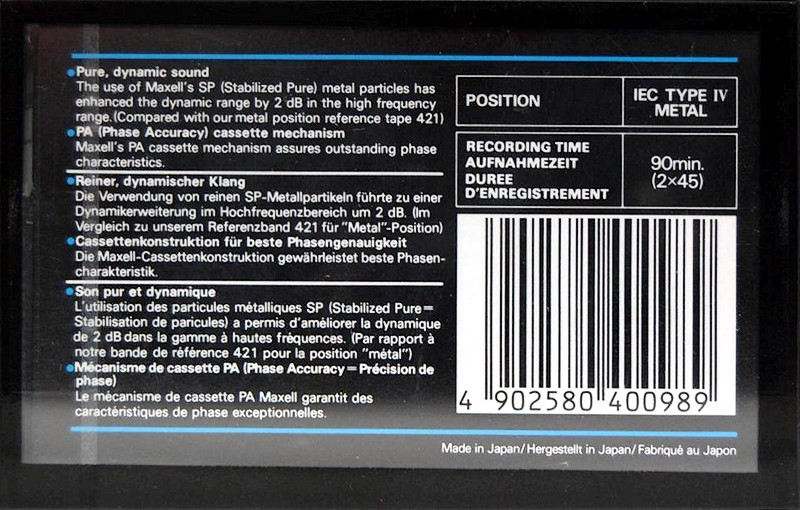 •Pure, dynamic sound
The use of Maxell's SP (Stabilized Pure) metal particles has
enhanced the dynamic range by 2 dB in the high frequency
range. (Compared with our metal position reference tape 421)
•PA (Phase Accuracy) cassette mechanism
Maxell's PA cassette mechanism assures outstanding phase
characteristics.
•Reiner, dynamischer Klang
Die Verwendung von reinen SP-Metallpartikeln führte zu einer
Dynamikerweiterung im Hochfrequenzbereich um 2 dB. (Im
Vergleich zu unserem Referenzband 421 für "Metal"-Position)
•Cassettenkonstruktion für beste Phasengenauigkeit
Die Maxell-Cassettenkonstruktion gewährleistet beste Phasen-
charakteristik.
•Son pur et dynamique
L'utilisation des particules métalliques SP (Stabilized Pure=
Stabilisation de paricules) a permis d'améliorer la dynamique
de 2 dB dans la gamme à hautes fréquences. (Par rapport à
notre bande de référence 421 pour la position "métal")
•Mécanisme de cassette PA (Phase Accuracy=Précision de
phase)
Le mécanisme de cassette PA Maxell garantit des
caractéristiques de phase exceptionnelles.
POSITION
IEC TYPE IV
METAL
RECORDING TIME
AUFNAHMEZEIT
DUREE
D'ENREGISTREMENT
90min.
(2×45)
4 902580 400989
Made in Japan/Hergestellt in Japan/Fabriqué au Japon